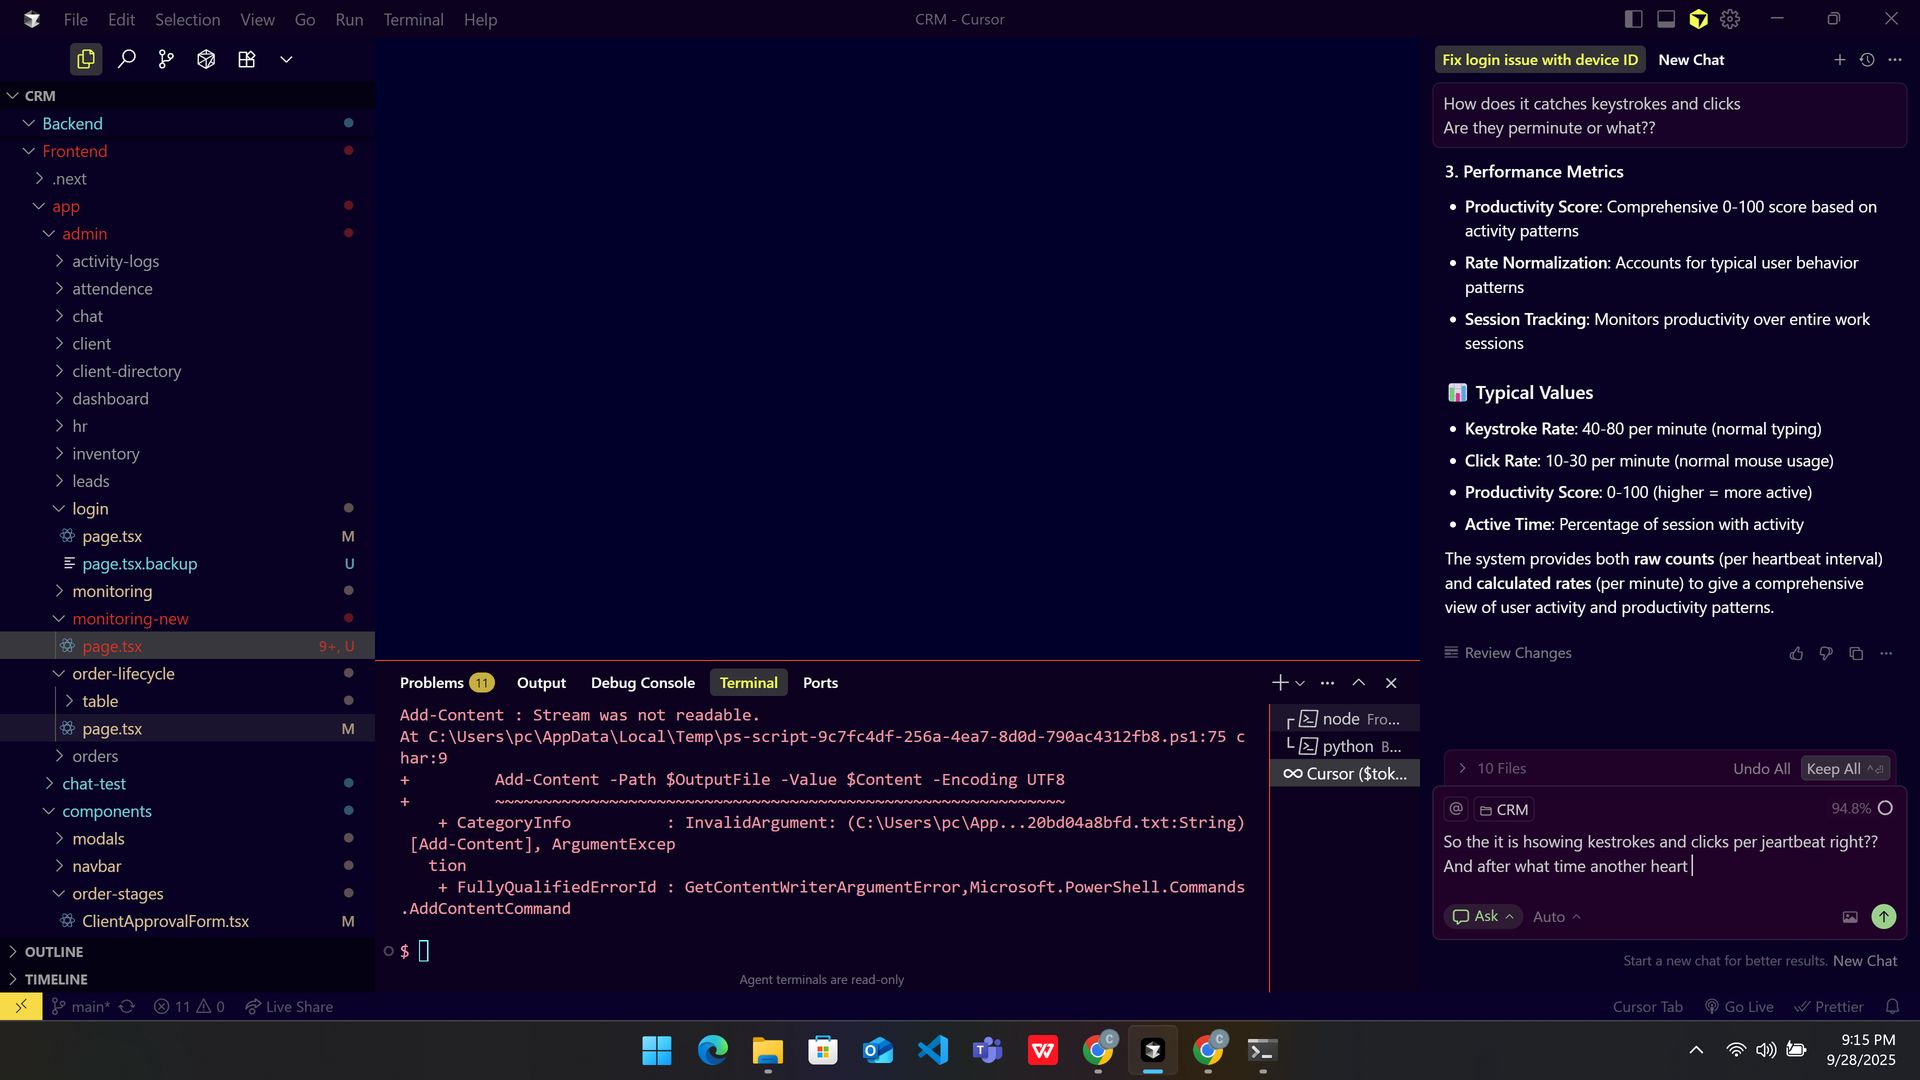 File Edit Selection View Go Run Terminal Help
CRM - Cursor
CRM
Backend
Frontend
.next
app
admin
activity-logs
attendence
chat
client
client-directory
dashboard
hr
inventory
leads
login
page.tsx M
page.tsx.backup U
monitoring
monitoring-new
page.tsx 9+, U
order-lifecycle
table
page.tsx M
orders
chat-test
components
modals
navbar
order-stages
ClientApprovalForm.tsx M
OUTLINE
TIMELINE
Problems 11 Output Debug Console Terminal Ports
Add-Content : Stream was not readable.
At C:\Users\pc\AppData\Local\Temp\ps-script-9c7fc4df-256a-4ea7-8d0d-790ac4312fb8.ps1:75 c
har:9
+         Add-Content -Path $OutputFile -Value $Content -Encoding UTF8
+         ~~~~~~~~~~~~~~~~~~~~~~~~~~~~~~~~~~~~~~~~~~~~~~~~~~~~~~~~~~~~
    + CategoryInfo          : InvalidArgument: (C:\Users\pc\App...20bd04a8bfd.txt:String)
 [Add-Content], ArgumentExcep
   tion
    + FullyQualifiedErrorId : GetContentWriterArgumentError,Microsoft.PowerShell.Commands
.AddContentCommand
$
Agent terminals are read-only
node Fro...
python B...
Cursor ($tok...
Fix login issue with device ID New Chat
How does it catches keystrokes and clicks
Are they perminute or what??
3. Performance Metrics
• Productivity Score: Comprehensive 0-100 score based on
activity patterns
• Rate Normalization: Accounts for typical user behavior
patterns
• Session Tracking: Monitors productivity over entire work
sessions
📊 Typical Values
• Keystroke Rate: 40-80 per minute (normal typing)
• Click Rate: 10-30 per minute (normal mouse usage)
• Productivity Score: 0-100 (higher = more active)
• Active Time: Percentage of session with activity
The system provides both raw counts (per heartbeat interval)
and calculated rates (per minute) to give a comprehensive
view of user activity and productivity patterns.
Review Changes
10 Files Undo All Keep All
@ CRM 94.8%
So the it is hsowing kestrokes and clicks per jeartbeat right??
And after what time another heart
Ask Auto
Start a new chat for better results. New Chat
main* 11 0 Live Share
Cursor Tab Go Live Prettier
9:15 PM
9/28/2025